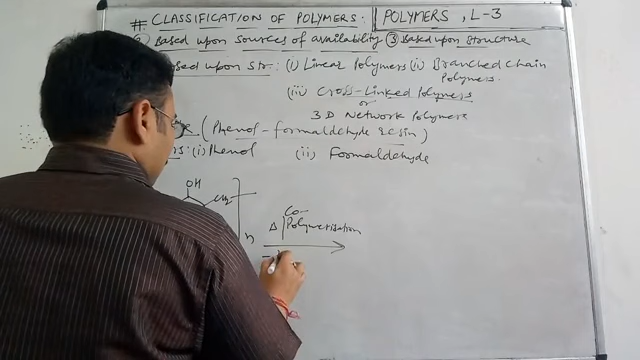 # CLASSIFICATION OF POLYMERS: || POLYMERS, L-3
Based upon Sources of availability ③ Based upon Structure
upon Str: (i) Linear Polymers (ii) Branched Chain
Polymers.
(iii) Cross-Linked Polymers
or
3D Network Polymers
(Phenol-formaldehyde Resin)
(i) Phenol (ii) Formaldehyde
OH
CH₂
n
Δ
Co-
Polymerisation